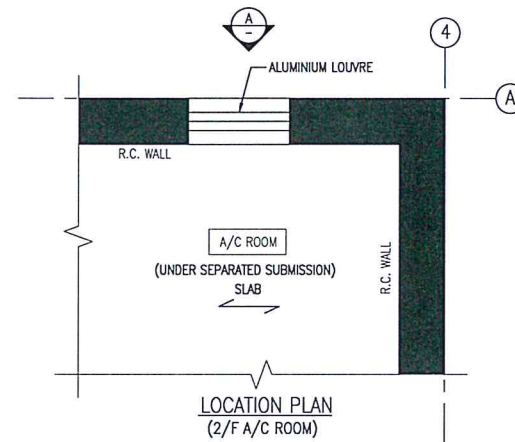 A
-
4
ALUMINIUM LOUVRE
A
R.C. WALL
A/C ROOM
(UNDER SEPARATED SUBMISSION)
SLAB
R.C. WALL
LOCATION PLAN
(2/F A/C ROOM)